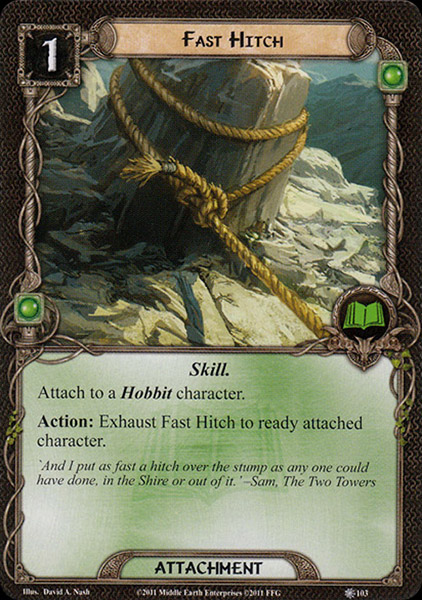 1
FAST HITCH
Skill.
Attach to a Hobbit character.
Action: Exhaust Fast Hitch to ready attached
character.
`And I put as fast a hitch over the stump as any one could
have done, in the Shire or out of it.´ –Sam, The Two Towers
ATTACHMENT
Illus. David A. Nash
©2011 Middle Earth Enterprises ©2011 FFG
103